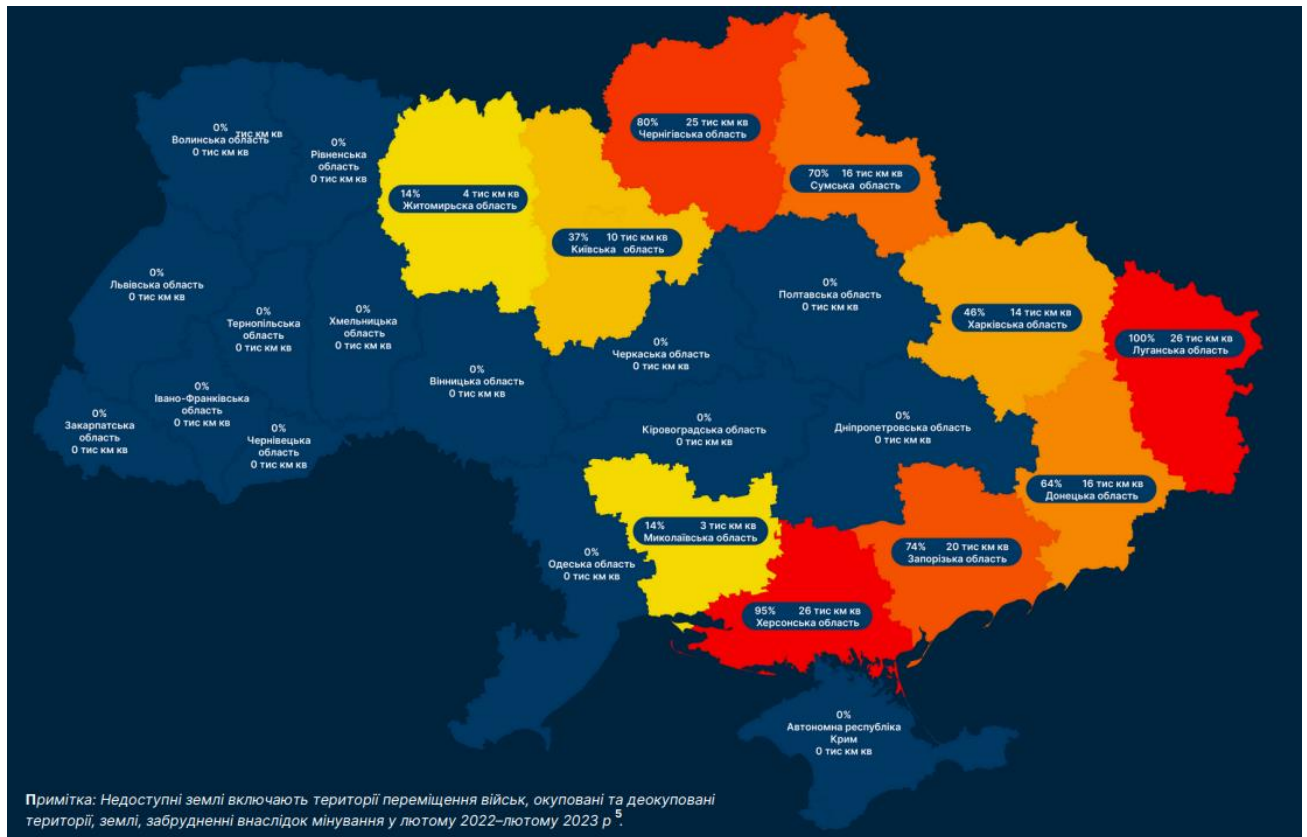 80% 25 тис км кв
Чернігівська область
0%
тис км кв
Волинська область
0 тис км кв
0%
Рівненська
область
0 тис км кв
70% 16 тис км кв
Сумська область
14% 4 тис км кв
Житомирьска область
37% 10 тис км кв
Київська область
0%
Львівська область
0 тис км кв
0%
Полтавська область
0 тис км кв
0%
Тернопільська
область
0 тис км кв
0%
Хмельницька
область
0 тис км кв
46% 14 тис км кв
Харківська область
100% 26 тис км кв
Луганська область
0%
Черкаська область
0 тис км кв
0%
Вінницька область
0 тис км кв
0%
Івано-Франківська
область
0 тис км кв
0%
Закарпатська
область
0 тис км кв
0%
Чернівецька
область
0 тис км кв
0%
Кіровоградська область
0 тис км кв
0%
Дніпропетровська область
0 тис км кв
64% 16 тис км кв
Донецька область
14% 3 тис км кв
Миколаївська область
74% 20 тис км кв
Запорізька область
0%
Одеська область
0 тис км кв
95% 26 тис км кв
Херсонська область
0%
Автономна республіка
Крим
0 тис км кв
Примітка: Недоступні землі включають території переміщення військ, окуповані та деокуповані
території, землі, забрудненні внаслідок мінування у лютому 2022–лютому 2023 р ⁵.